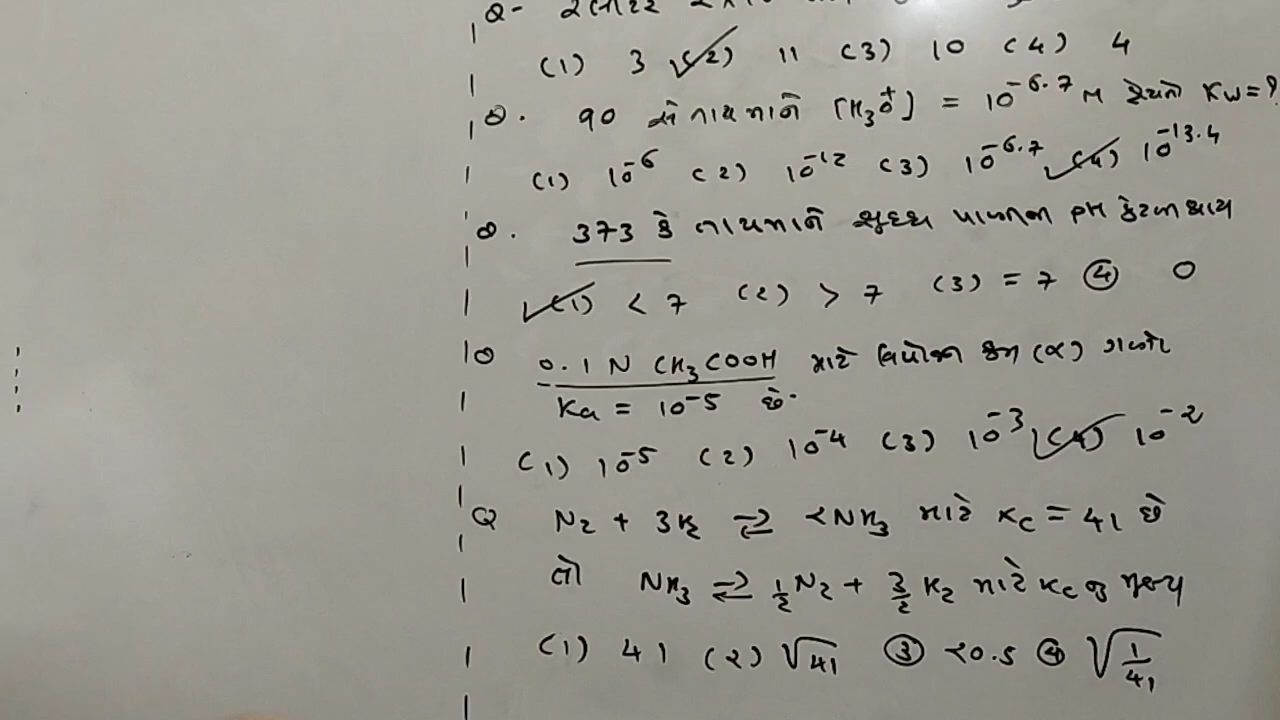 Q-
(1) 3 (2) 11 (3) 10 (4) 4
Q. 90 સે તાપમાને [H₃O⁺] = 10⁻⁶·⁷ M હોયતો Kw = ?
(1) 10⁻⁶ (2) 10⁻¹² (3) 10⁻⁶·⁷ (4) 10⁻¹³·⁴
Q. 373 કે તાપમાને શુદ્ધ પાણીના pH કેટલા થાય
(1) < 7 (2) > 7 (3) = 7 ④ 0
Q 0.1 N CH₃COOH માટે વિયોજન અંશ (α) ગણો
Ka = 10⁻⁵ છે.
(1) 10⁻⁵ (2) 10⁻⁴ (3) 10⁻³ (4) 10⁻²
Q N₂ + 3H₂ ⇌ 2NH₃ માટે Kc = 41 છે
તો NH₃ ⇌ ½N₂ + 3/2 H₂ માટે Kc નુ મૂલ્ય
(1) 41 (2) √41 ③ 20.5 ④ √(1/41)